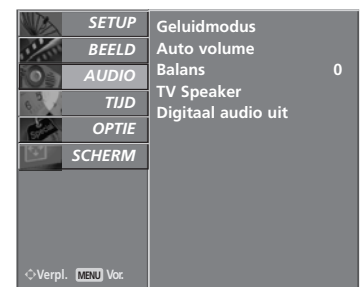 SETUP
BEELD
AUDIO
TIJD
OPTIE
SCHERM
Geluidmodus
Auto volume
Balans 0
TV Speaker
Digitaal audio uit
Verpl. MENU Vor.